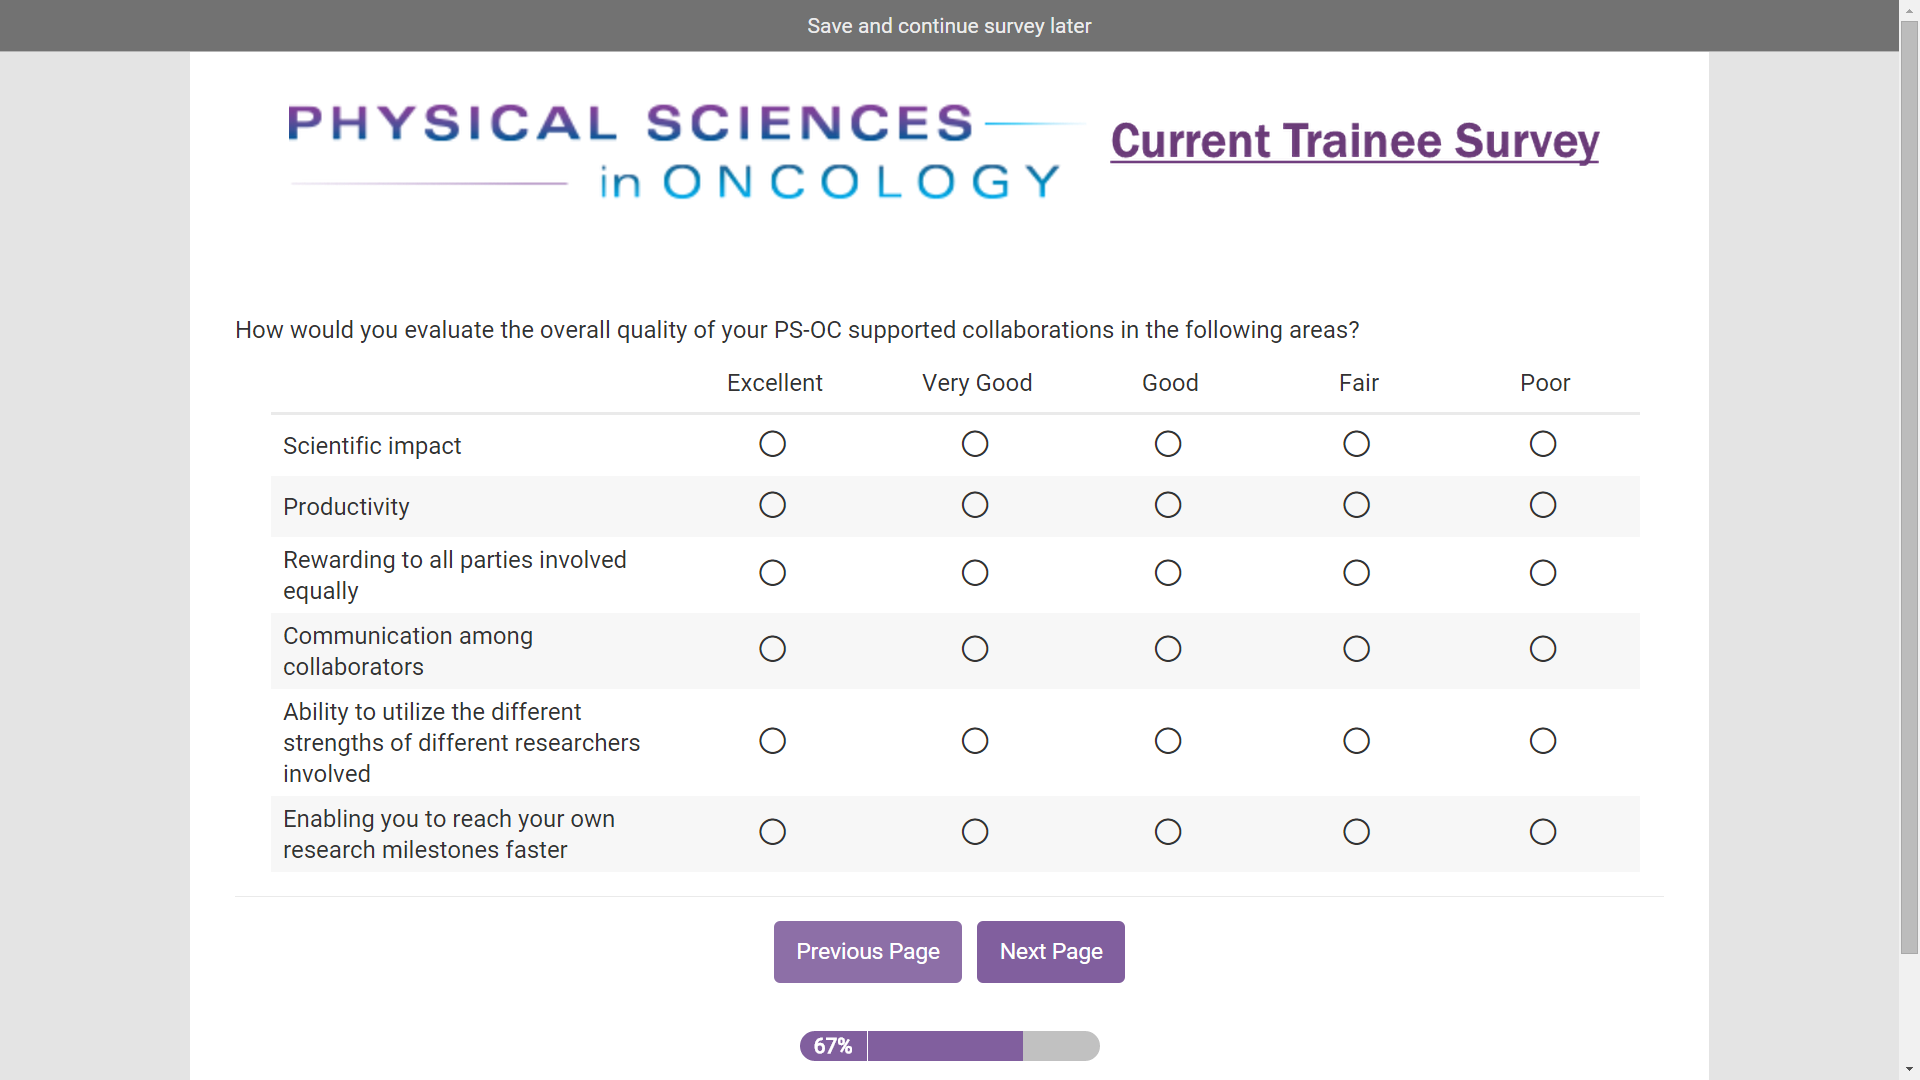 Save and continue survey later
PHYSICAL SCIENCES
in ONCOLOGY
Current Trainee Survey
How would you evaluate the overall quality of your PS-OC supported collaborations in the following areas?
Excellent Very Good Good Fair Poor
Scientific impact
Productivity
Rewarding to all parties involved
equally
Communication among
collaborators
Ability to utilize the different
strengths of different researchers
involved
Enabling you to reach your own
research milestones faster
Previous Page Next Page
67%